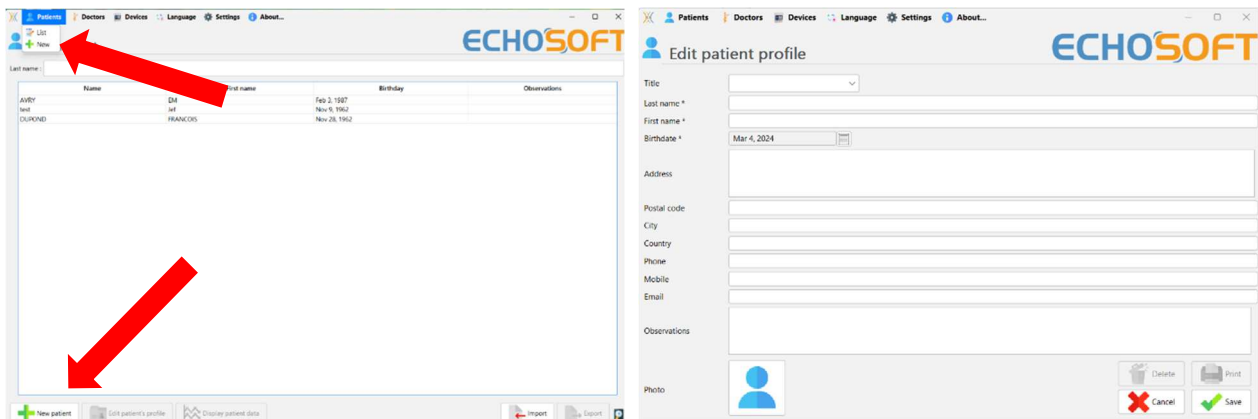 Patients Doctors Devices Language Settings About...
List
New
ECHOSOFT
Last name :
Name First name Birthday Observations
AVRY EM Feb 3, 1987
test Jef Nov 9, 1962
DUPOND FRANCOIS Nov 28, 1962
New patient Edit patient's profile Display patient data Import Export
Patients Doctors Devices Language Settings About...
Edit patient profile
ECHOSOFT
Title
Last name *
First name *
Birthdate * Mar 4, 2024
Address
Postal code
City
Country
Phone
Mobile
Email
Observations
Photo
Delete Print
Cancel Save